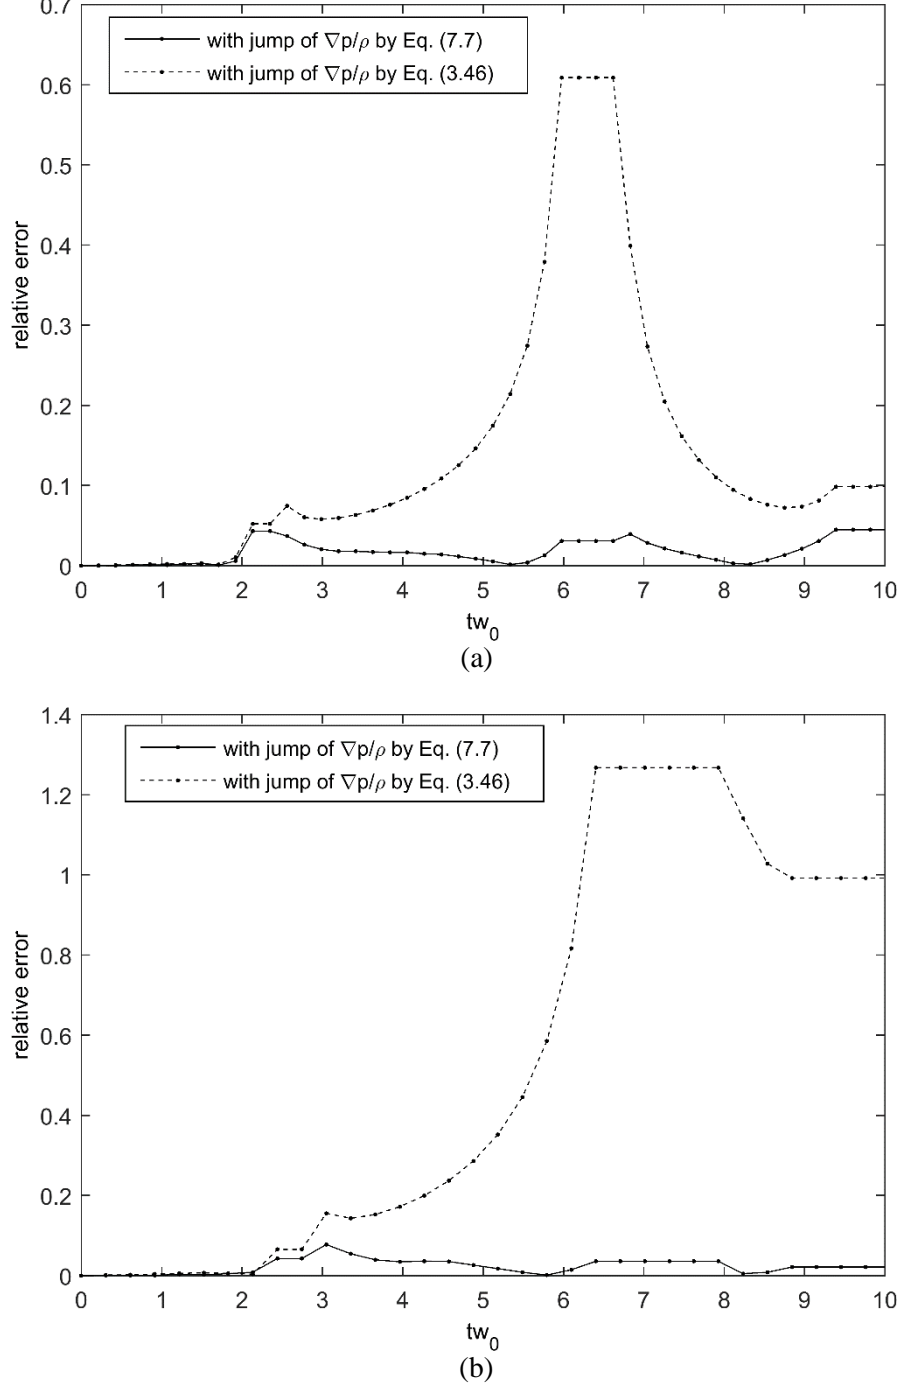 0.7
with jump of ∇p/ρ by Eq. (7.7)
with jump of ∇p/ρ by Eq. (3.46)
0.6
0.5
0.4
0.3
0.2
0.1
0
relative error
0 1 2 3 4 5 6 7 8 9 10
tw₀
(a)
1.4
with jump of ∇p/ρ by Eq. (7.7)
with jump of ∇p/ρ by Eq. (3.46)
1.2
1
0.8
0.6
0.4
0.2
0
relative error
0 1 2 3 4 5 6 7 8 9 10
tw₀
(b)